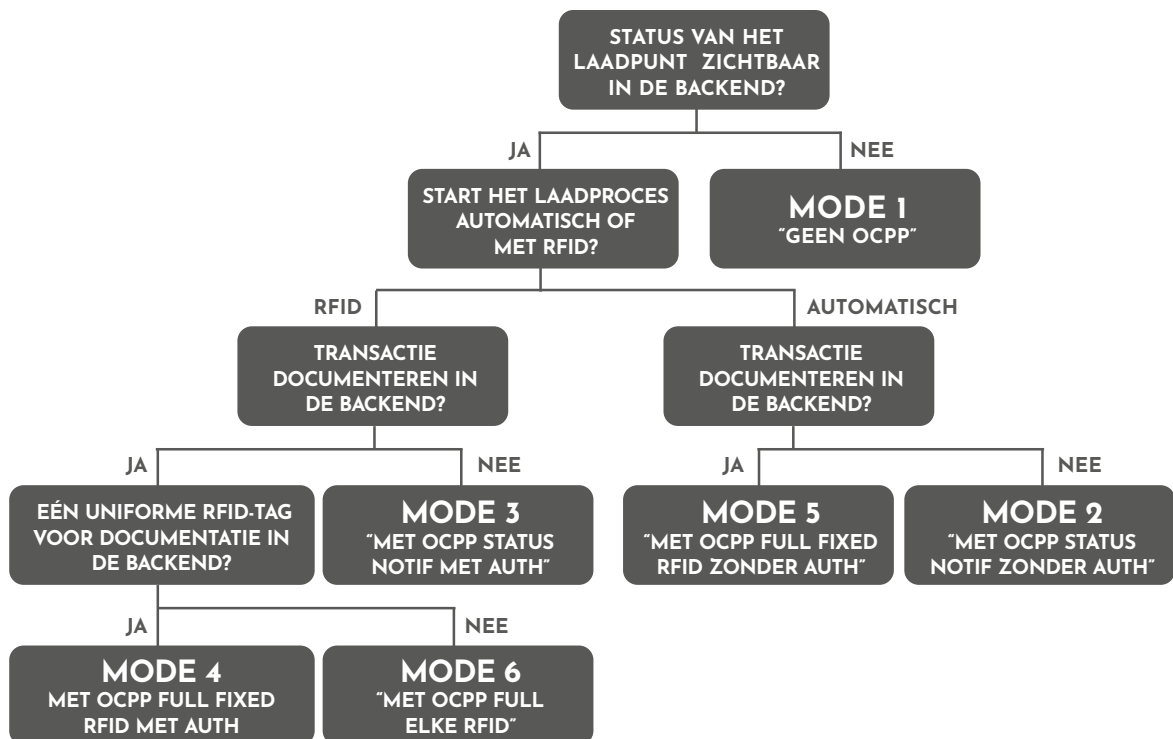 STATUS VAN HET
LAADPUNT ZICHTBAAR
IN DE BACKEND?
JA
NEE
START HET LAADPROCES
AUTOMATISCH OF
MET RFID?
MODE 1
"GEEN OCPP"
RFID
AUTOMATISCH
TRANSACTIE
DOCUMENTEREN IN
DE BACKEND?
TRANSACTIE
DOCUMENTEREN IN
DE BACKEND?
JA
NEE
JA
NEE
EÉN UNIFORME RFID-TAG
VOOR DOCUMENTATIE IN
DE BACKEND?
MODE 3
"MET OCPP STATUS
NOTIF MET AUTH"
MODE 5
"MET OCPP FULL FIXED
RFID ZONDER AUTH"
MODE 2
"MET OCPP STATUS
NOTIF ZONDER AUTH"
JA
NEE
MODE 4
MET OCPP FULL FIXED
RFID MET AUTH
MODE 6
"MET OCPP FULL
ELKE RFID"